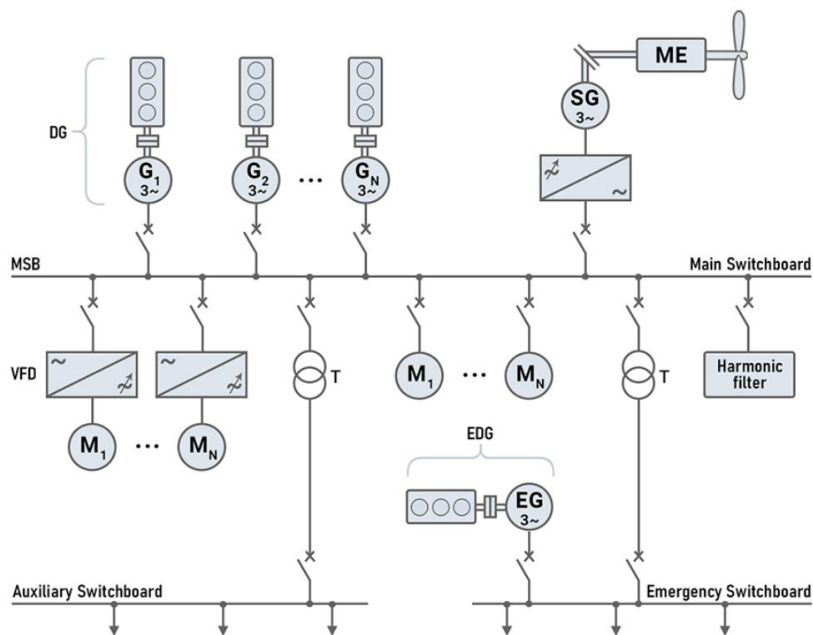 ME
SG
3~
DG
G1
3~
G2
3~
...
GN
3~
~
MSB
Main Switchboard
VFD
~
~
T
M1
...
MN
T
Harmonic
filter
M1
...
MN
EDG
EG
3~
Auxiliary Switchboard
Emergency Switchboard